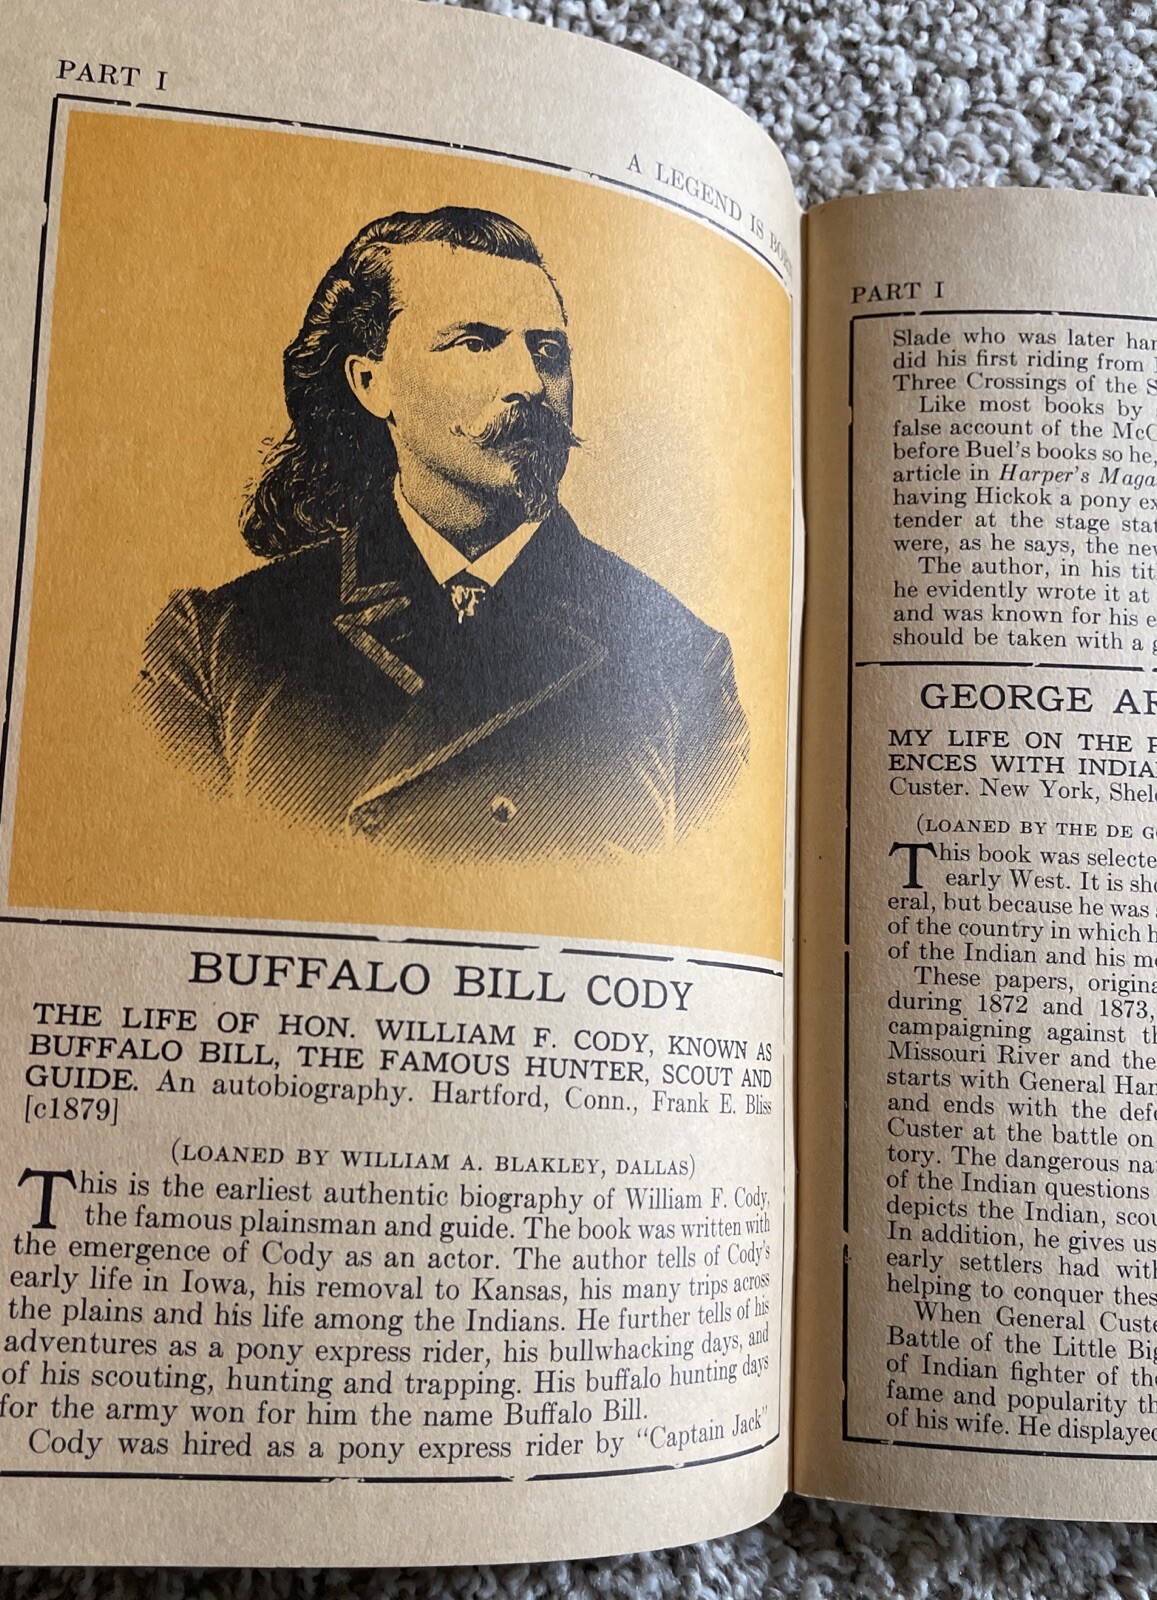 PART I
A LEGEND IS BORN
BUFFALO BILL CODY
THE LIFE OF HON. WILLIAM F. CODY, KNOWN AS
BUFFALO BILL, THE FAMOUS HUNTER, SCOUT AND
GUIDE. An autobiography. Hartford, Conn., Frank E. Bliss
[c1879]
(LOANED BY WILLIAM A. BLAKLEY, DALLAS)
This is the earliest authentic biography of William F. Cody,
the famous plainsman and guide. The book was written with
the emergence of Cody as an actor. The author tells of Cody's
early life in Iowa, his removal to Kansas, his many trips across
the plains and his life among the Indians. He further tells of his
adventures as a pony express rider, his bullwhacking days, and
of his scouting, hunting and trapping. His buffalo hunting days
for the army won for him the name Buffalo Bill.
Cody was hired as a pony express rider by "Captain Jack"
PART I
Slade who was later
did his first riding from
Three Crossings of the
Like most books by
false account of the
before Buel's books so he,
article in Harper's
having Hickok a pony
tender at the stage
were, as he says, the
The author, in his
he evidently wrote it at
and was known for his
should be taken with a
GEORGE
MY LIFE ON THE
ENCES WITH
Custer. New York,
(LOANED BY THE DE
This book was
early West. It is
eral, but because he was
of the country in which
of the Indian and his
These papers,
during 1872 and 1873,
campaigning against
Missouri River and the
starts with General
and ends with the
Custer at the battle on
tory. The dangerous
of the Indian questions
depicts the Indian,
In addition, he gives us
early settlers had
helping to conquer
When General
Battle of the Little
of Indian fighter of
fame and popularity
of his wife. He displayed